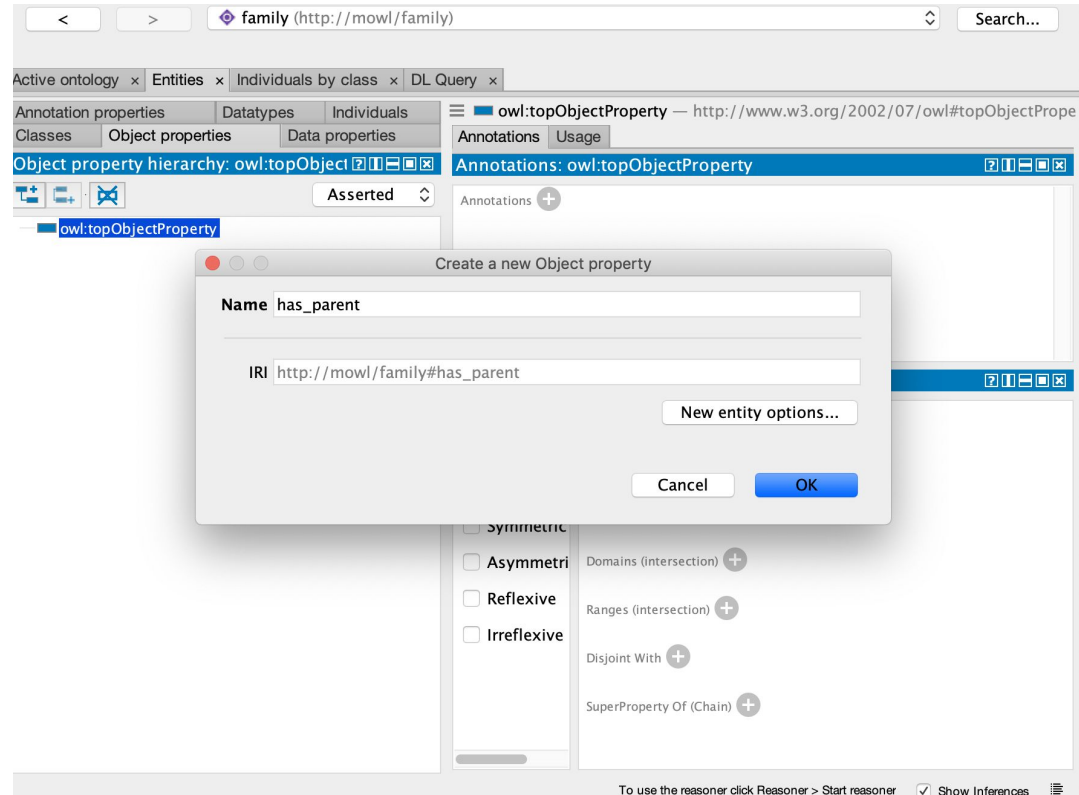 < > family (http://mowl/family) Search...
Active ontology × Entities × Individuals by class × DL Query ×
Annotation properties Datatypes Individuals
Classes Object properties Data properties
owl:topObjectProperty — http://www.w3.org/2002/07/owl#topObjectPrope
Annotations Usage
Object property hierarchy: owl:topObject
Annotations: owl:topObjectProperty
Asserted
Annotations
owl:topObjectProperty
Create a new Object property
Name has_parent
IRI http://mowl/family#has_parent
New entity options...
Cancel OK
Symmetric
Asymmetri
Reflexive
Irreflexive
Domains (intersection)
Ranges (intersection)
Disjoint With
SuperProperty Of (Chain)
To use the reasoner click Reasoner > Start reasoner Show Inferences